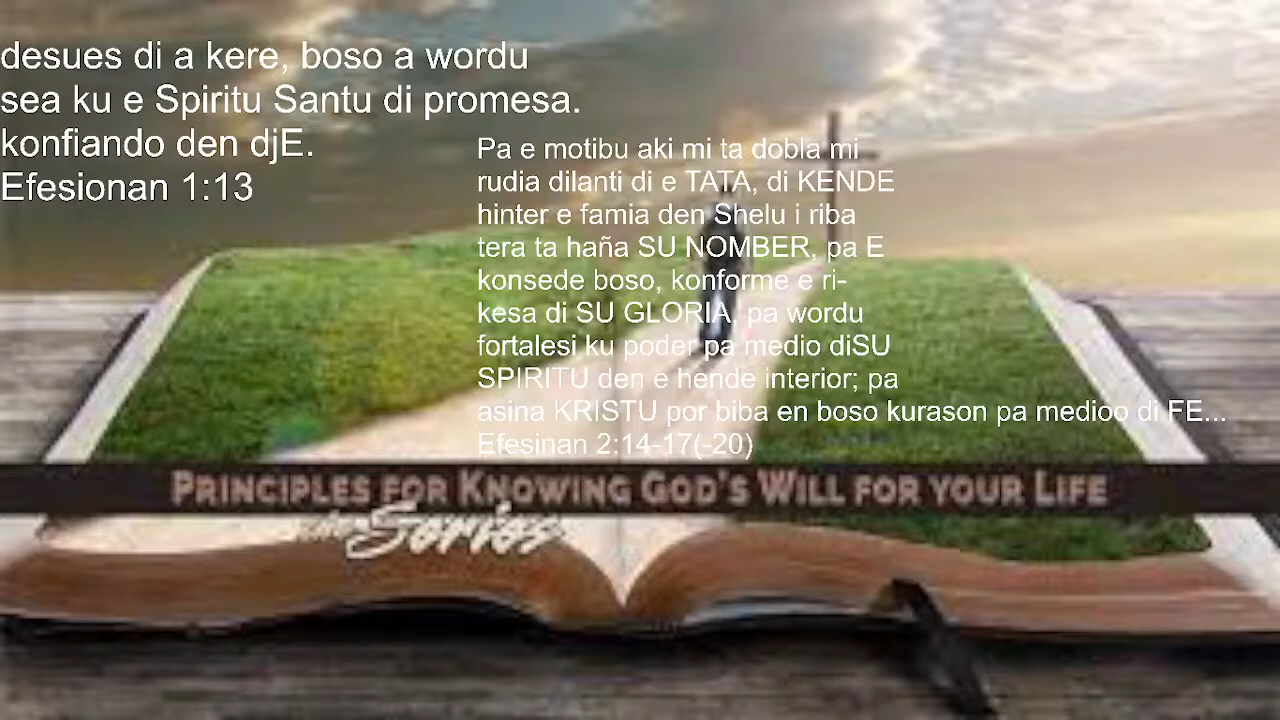 desues di a kere, boso a wordu
sea ku e Spiritu Santu di promesa.
konfiando den djE.
Efesionan 1:13
Pa e motibu aki mi ta dobla mi
rudia dilanti di e TATA, di KENDE
hinter e famia den Shelu i riba
tera ta haña SU NOMBER, pa E
konsede boso, konforme e ri-
kesa di SU GLORIA, pa wordu
fortalesi ku poder pa medio diSU
SPIRITU den e hende interior; pa
asina KRISTU por biba en boso kurason pa medioo di FE...
Efesinan 2:14-17(-20)
PRINCIPLES FOR KNOWING GOD'S WILL FOR YOUR LIFE
the Series